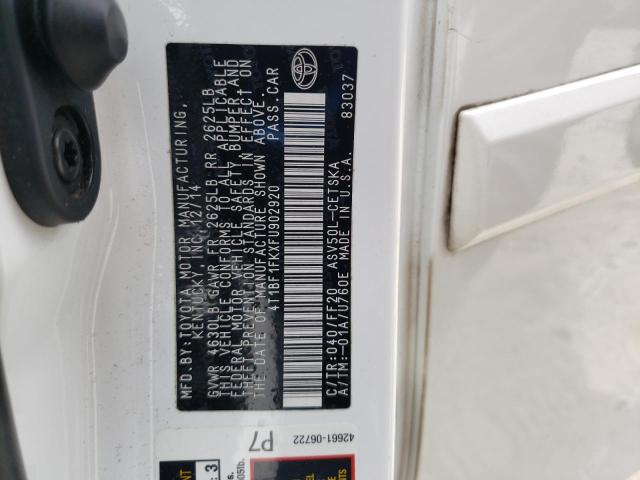 MFD.BY:TOYOTA MOTOR MANUFACTURING,
KENTUCKY, INC. 12/14
GVWR 4630LB GAWR FR 2625LB RR 2625LB
THIS VEHICLE CONFORMS TO ALL APPLICABLE
FEDERAL MOTOR VEHICLE SAFETY BUMPER,AND
THEFT PREVENTION STANDARDS IN EFFECT ON
THE DATE OF MANUFACTURE SHOWN ABOVE.
4T1BF1FKXFU902920 PASS.CAR
C/TR:040/FF20 ASV50L-CETSKA
A/TM:-01A/U760E MADE IN U.S.A. 83037
42661-06722
P7
: 3